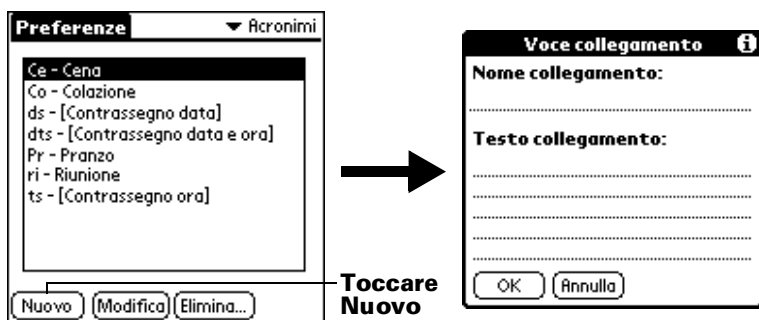 Preferenze
Acronimi
Ce - Cena
Co - Colazione
ds - [Contrassegno data]
dts - [Contrassegno data e ora]
Pr - Pranzo
ri - Riunione
ts - [Contrassegno ora]
Nuovo Modifica Elimina...
Toccare
Nuovo
Voce collegamento i
Nome collegamento:
Testo collegamento:
OK Annulla